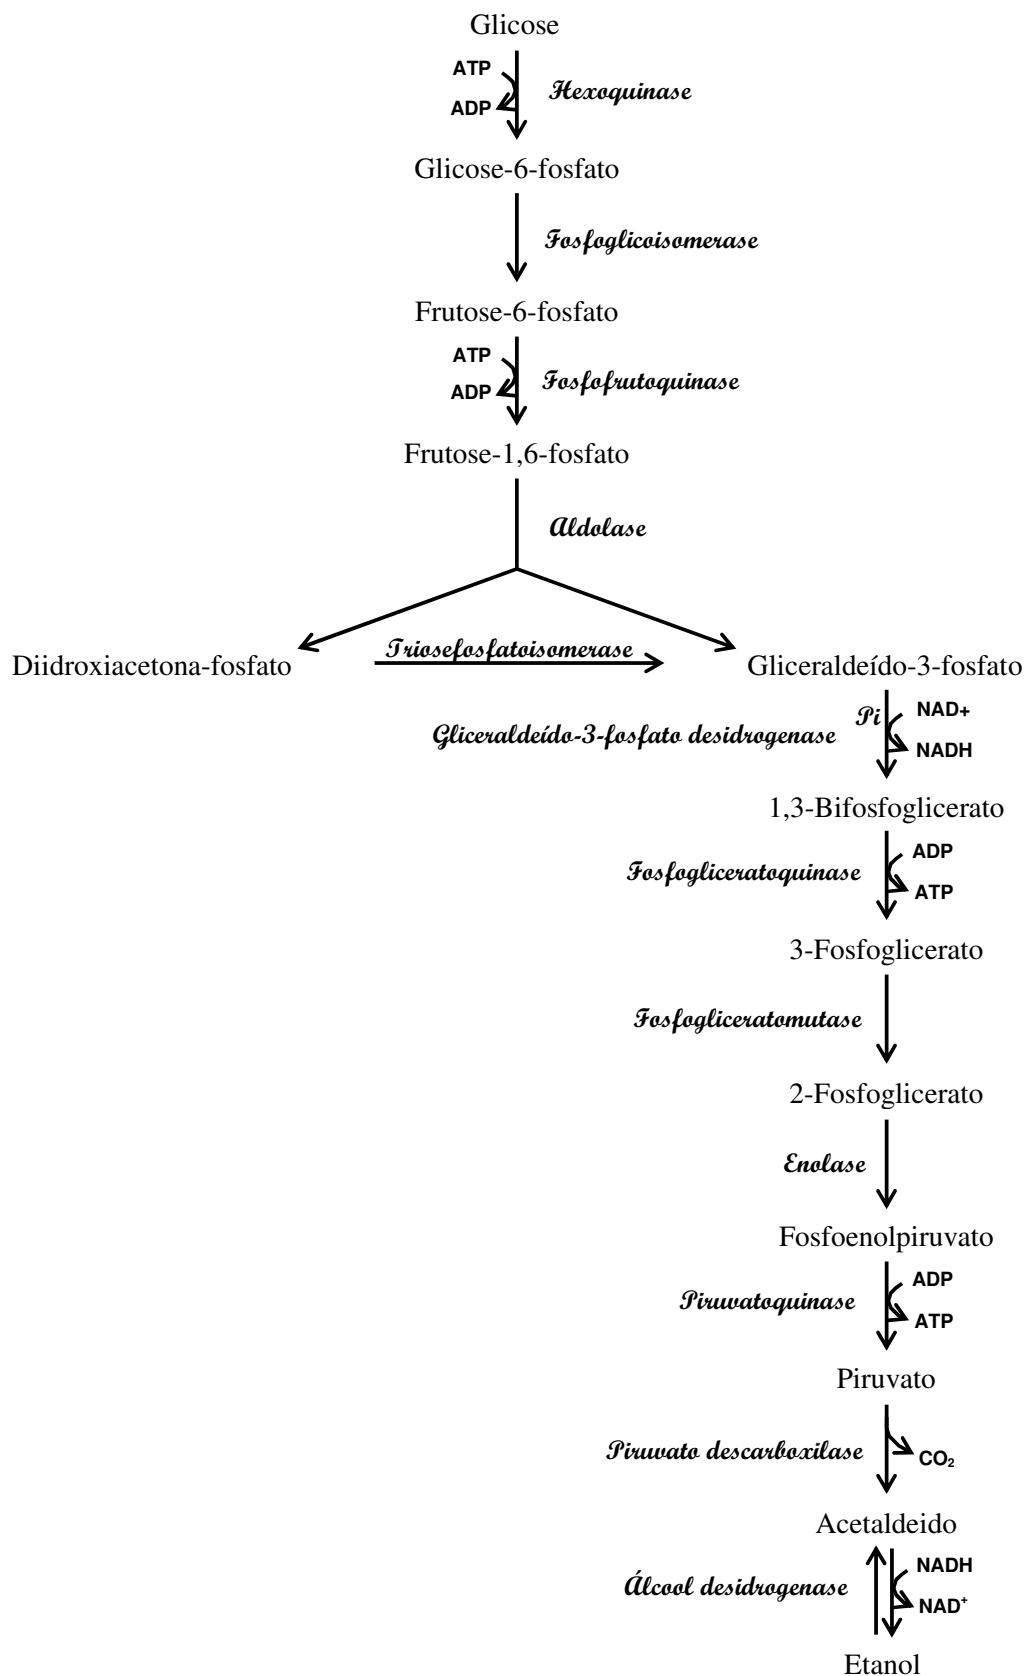 Glicose
ATP
ADP
Hexoquinase
Glicose-6-fosfato
Fosfoglicoisomerase
Frutose-6-fosfato
ATP
ADP
Fosfofrutoquinase
Frutose-1,6-fosfato
Aldolase
Diidroxiacetona-fosfato
Triosefosfatoisomerase
Gliceraldeído-3-fosfato
Gliceraldeído-3-fosfato desidrogenase
Pi
NAD+
NADH
1,3-Bifosfoglicerato
Fosfogliceratoquinase
ADP
ATP
3-Fosfoglicerato
Fosfogliceratomutase
2-Fosfoglicerato
Enolase
Fosfoenolpiruvato
Piruvatoquinase
ADP
ATP
Piruvato
Piruvato descarboxilase
CO₂
Acetaldeido
Álcool desidrogenase
NADH
NAD⁺
Etanol